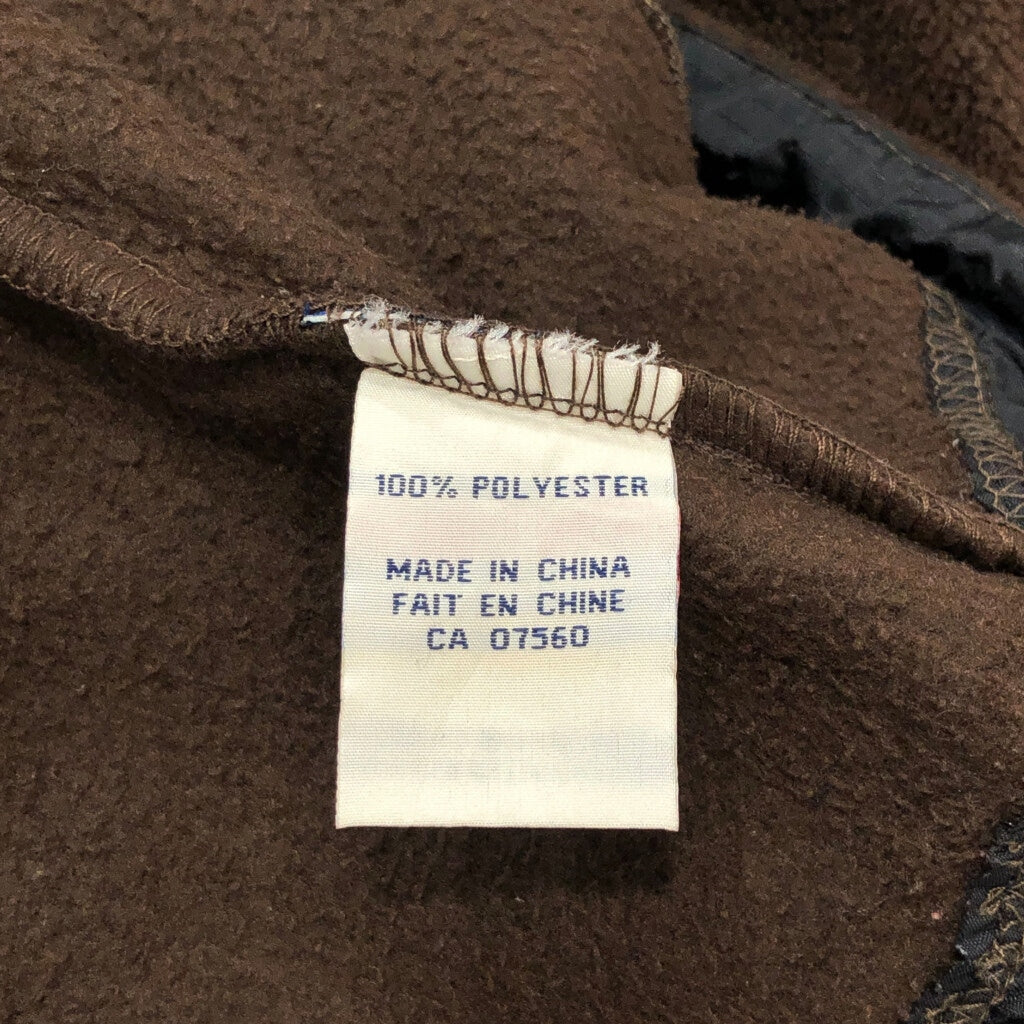 100% POLYESTER
MADE IN CHINA
FAIT EN CHINE
CA 07560